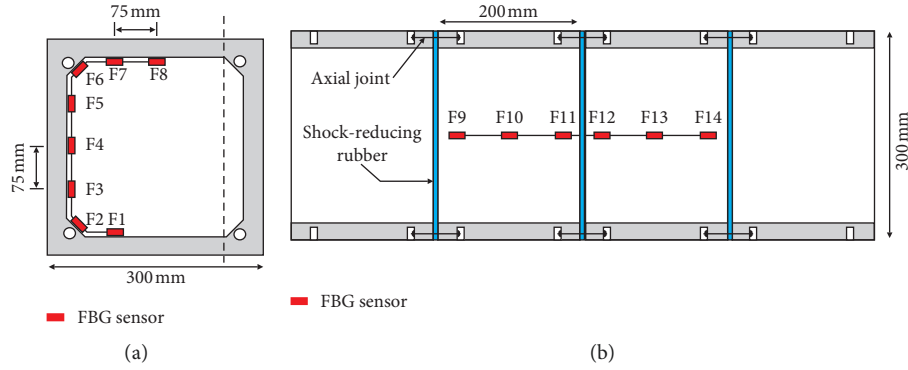 75 mm
F6
F7
F8
F5
F4
75 mm
F3
F2
F1
300 mm
FBG sensor
(a)
200 mm
Axial joint
Shock-reducing
rubber
F9
F10
F11
F12
F13
F14
300 mm
FBG sensor
(b)